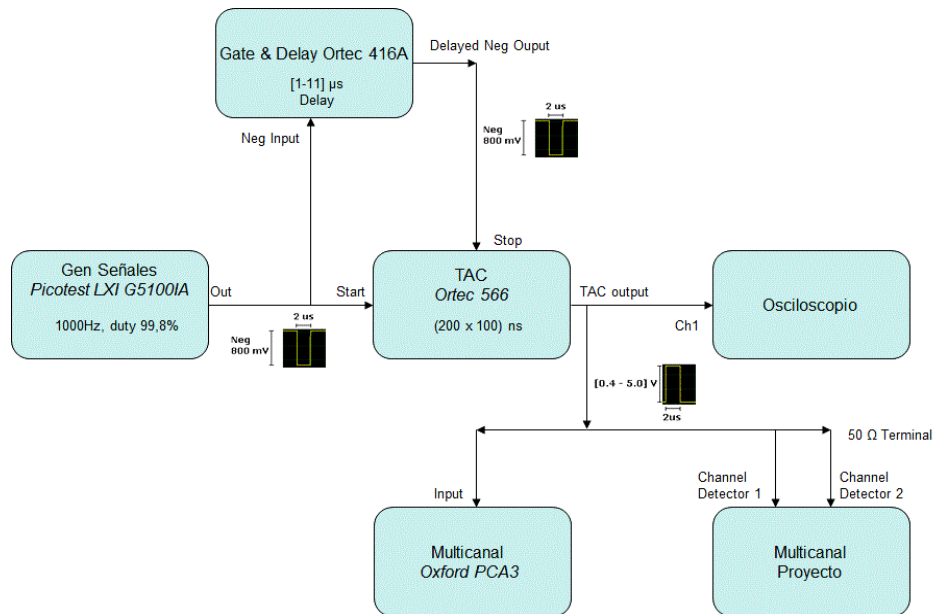 Gate & Delay Ortec 416A
[1-11] µs
Delay
Delayed Neg Ouput
Neg Input
2 us
Neg
800 mV
Stop
Gen Señales
Picotest LXI G5100IA
1000Hz, duty 99,8%
Out
Start
2 us
Neg
800 mV
TAC
Ortec 566
(200 x 100) ns
TAC output
Ch1
Osciloscopio
[0.4 - 5.0] V
2us
50 Ω Terminal
Input
Channel
Detector 1
Channel
Detector 2
Multicanal
Oxford PCA3
Multicanal
Proyecto